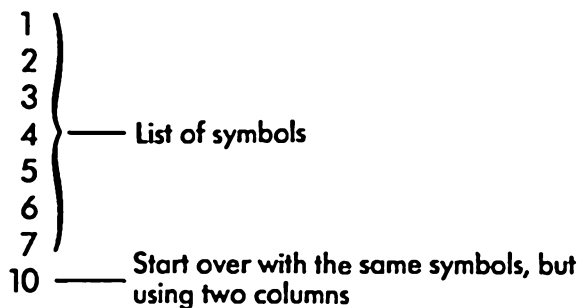 1
2
3
4 List of symbols
5
6
7
10 Start over with the same symbols, but
using two columns